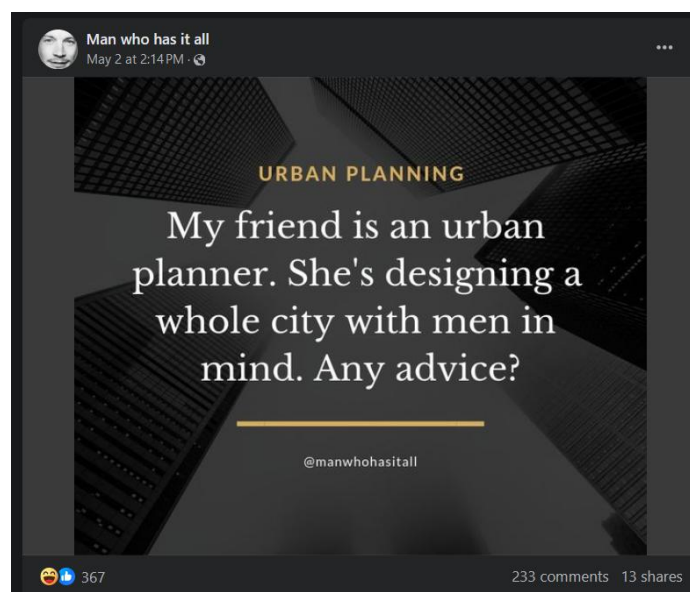 Man who has it all
May 2 at 2:14 PM ·
URBAN PLANNING
My friend is an urban
planner. She's designing a
whole city with men in
mind. Any advice?
@manwhohasitall
367
233 comments 13 shares